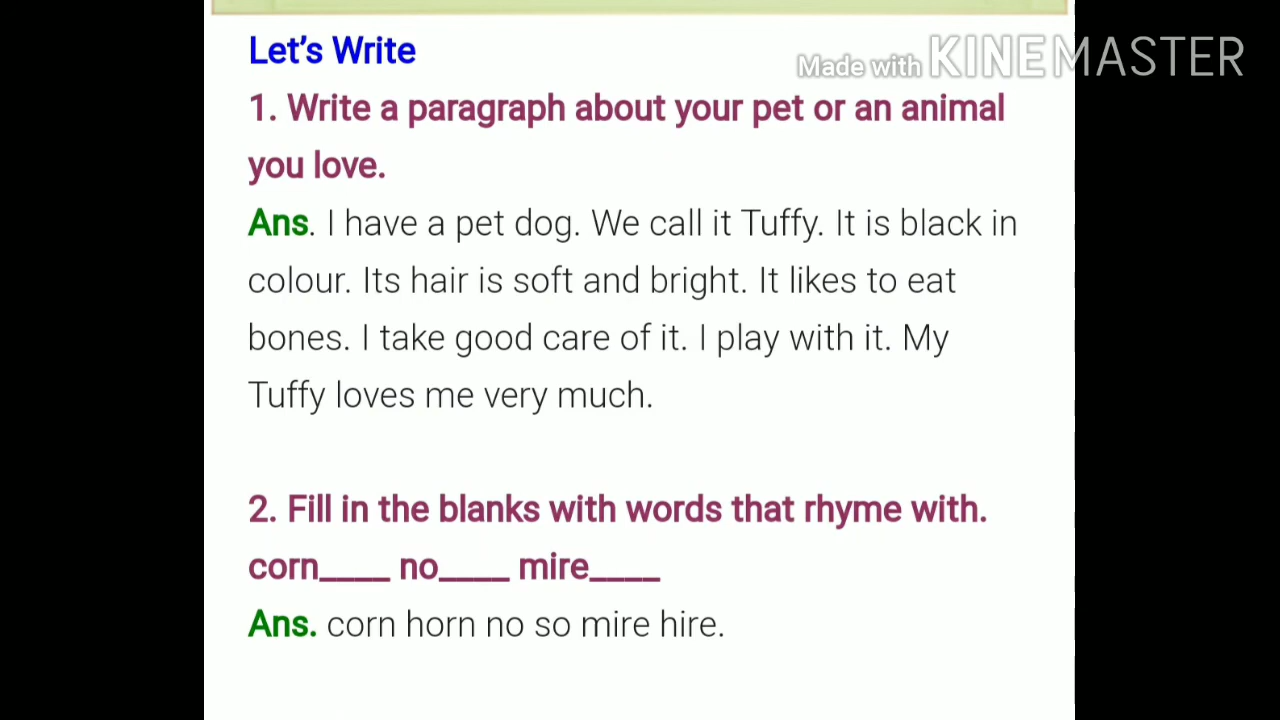 Let's Write
Made with KINEMASTER
1. Write a paragraph about your pet or an animal
you love.
Ans. I have a pet dog. We call it Tuffy. It is black in
colour. Its hair is soft and bright. It likes to eat
bones. I take good care of it. I play with it. My
Tuffy loves me very much.
2. Fill in the blanks with words that rhyme with.
corn____ no____ mire____
Ans. corn horn no so mire hire.